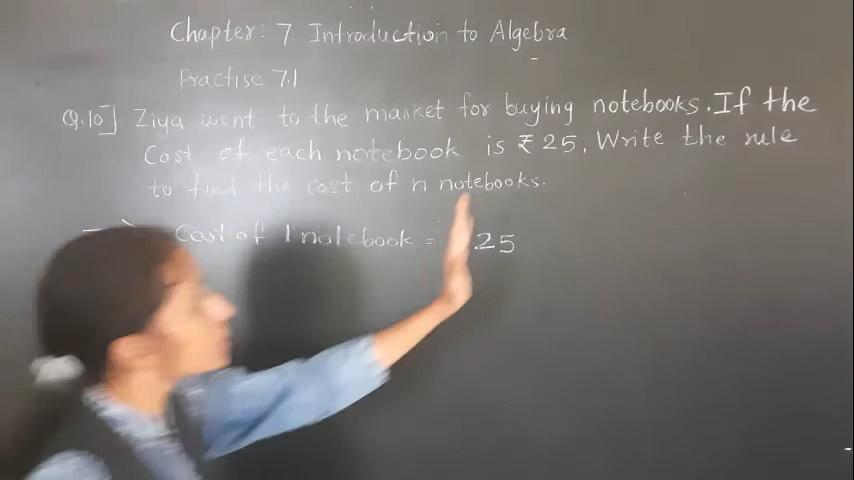 Chapter: 7. Introduction to Algebra
Practise 7.1
Q.10] Ziya went to the market for buying notebooks. If the
Cost of each notebook is ₹ 25. Write the rule
to find the cost of n notebooks.
Cost of 1 notebook = 25